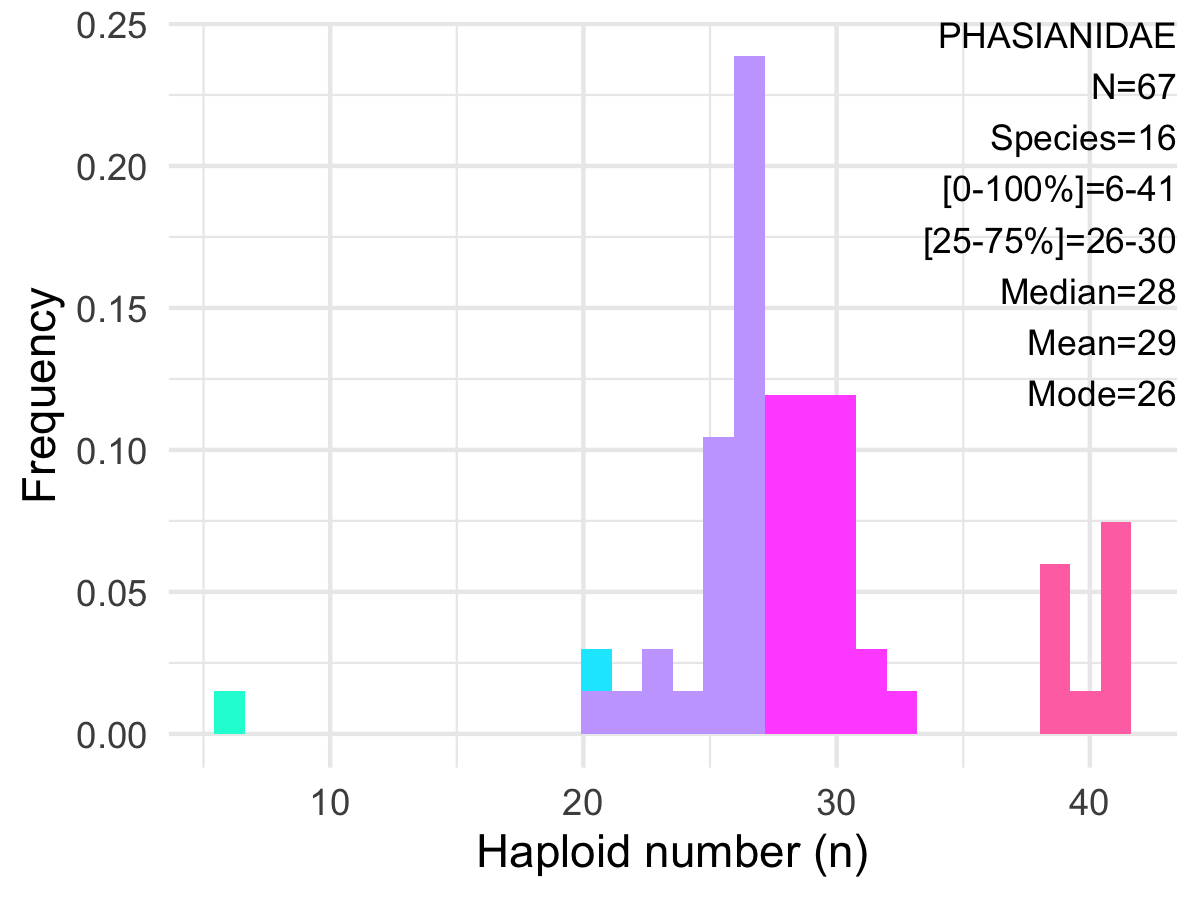 PHASIANIDAE
N=67
Species=16
[0-100%]=6-41
[25-75%]=26-30
Median=28
Mean=29
Mode=26
Frequency
0.25
0.20
0.15
0.10
0.05
0.00
10 20 30 40
Haploid number (n)